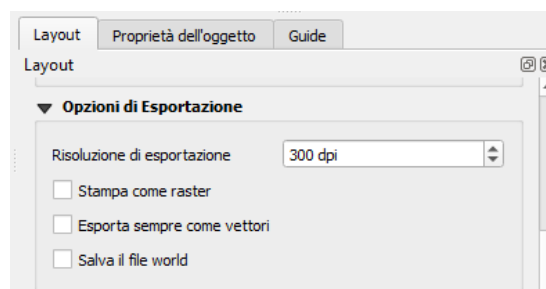 Layout Proprietà dell'oggetto Guide
Layout
Opzioni di Esportazione
Risoluzione di esportazione 300 dpi
Stampa come raster
Esporta sempre come vettori
Salva il file world